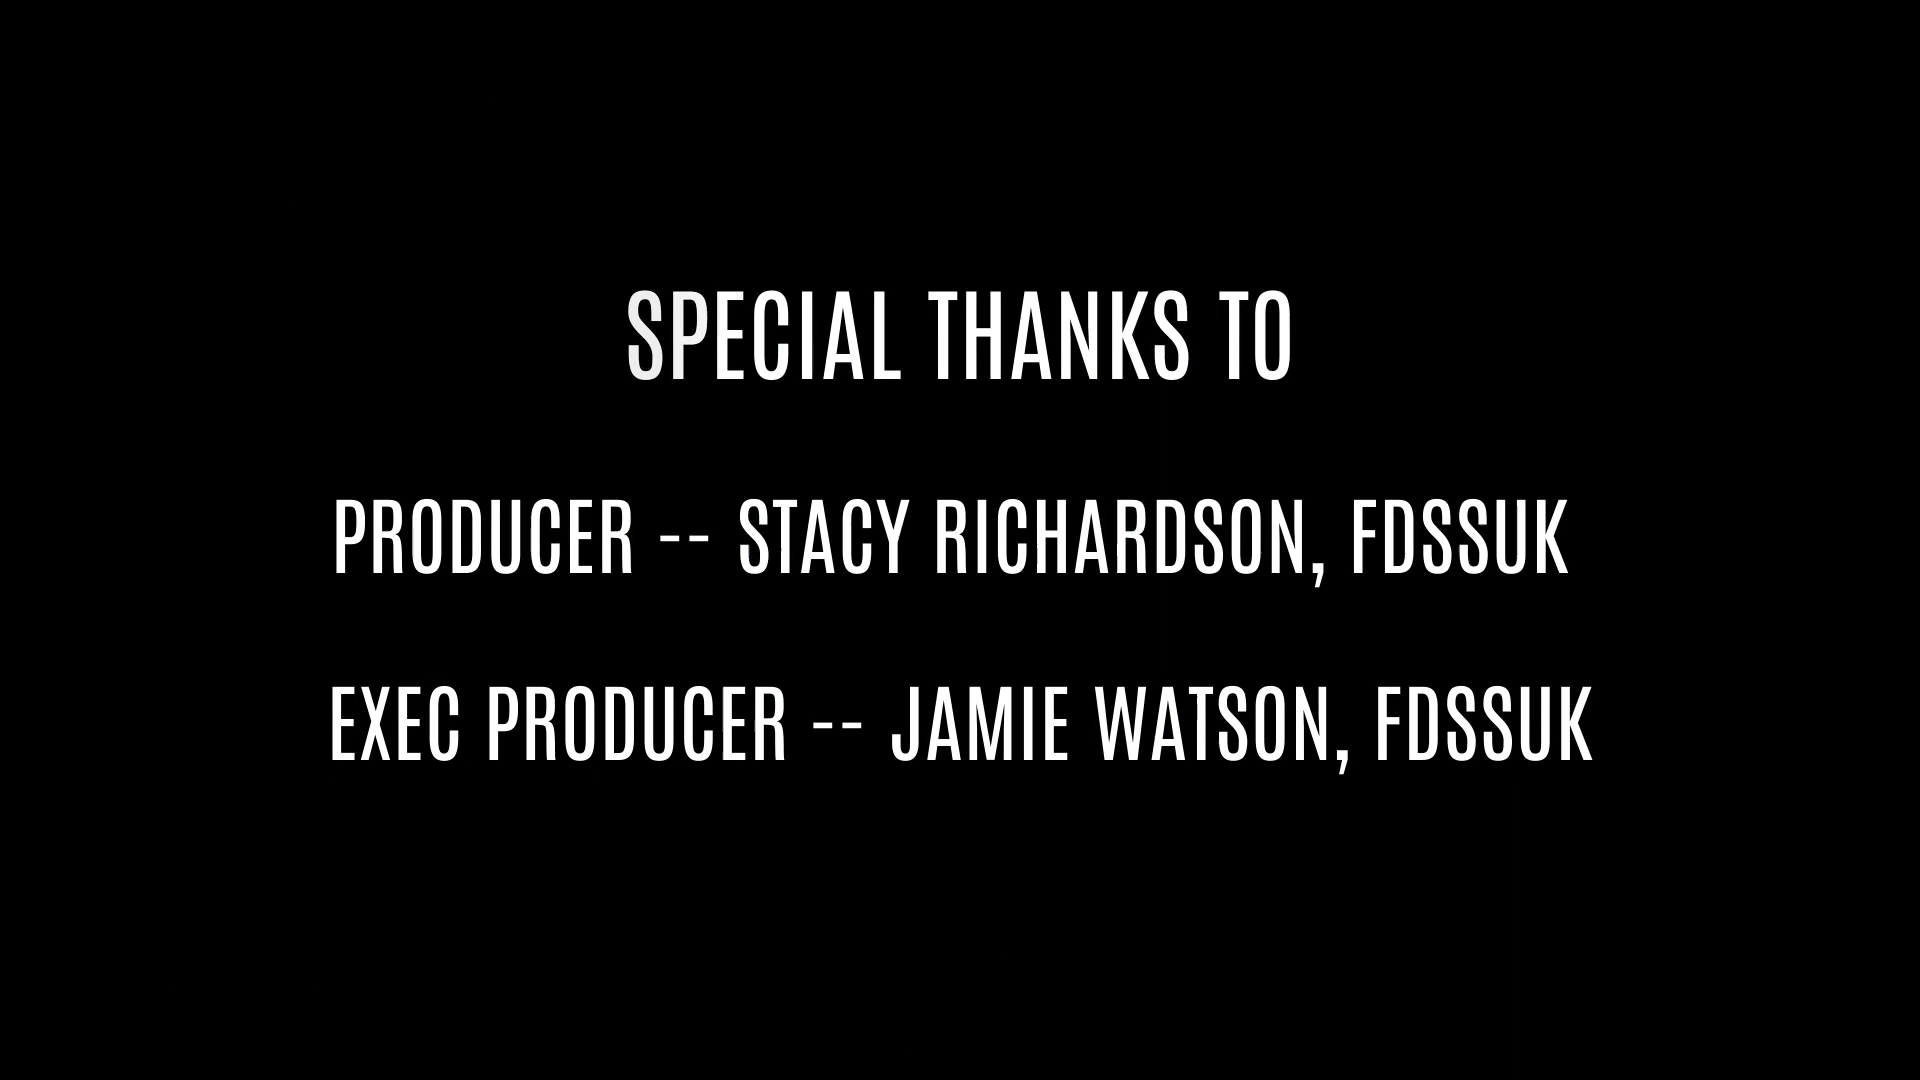 SPECIAL THANKS TO
PRODUCER -- STACY RICHARDSON, FDSSUK
EXEC PRODUCER -- JAMIE WATSON, FDSSUK